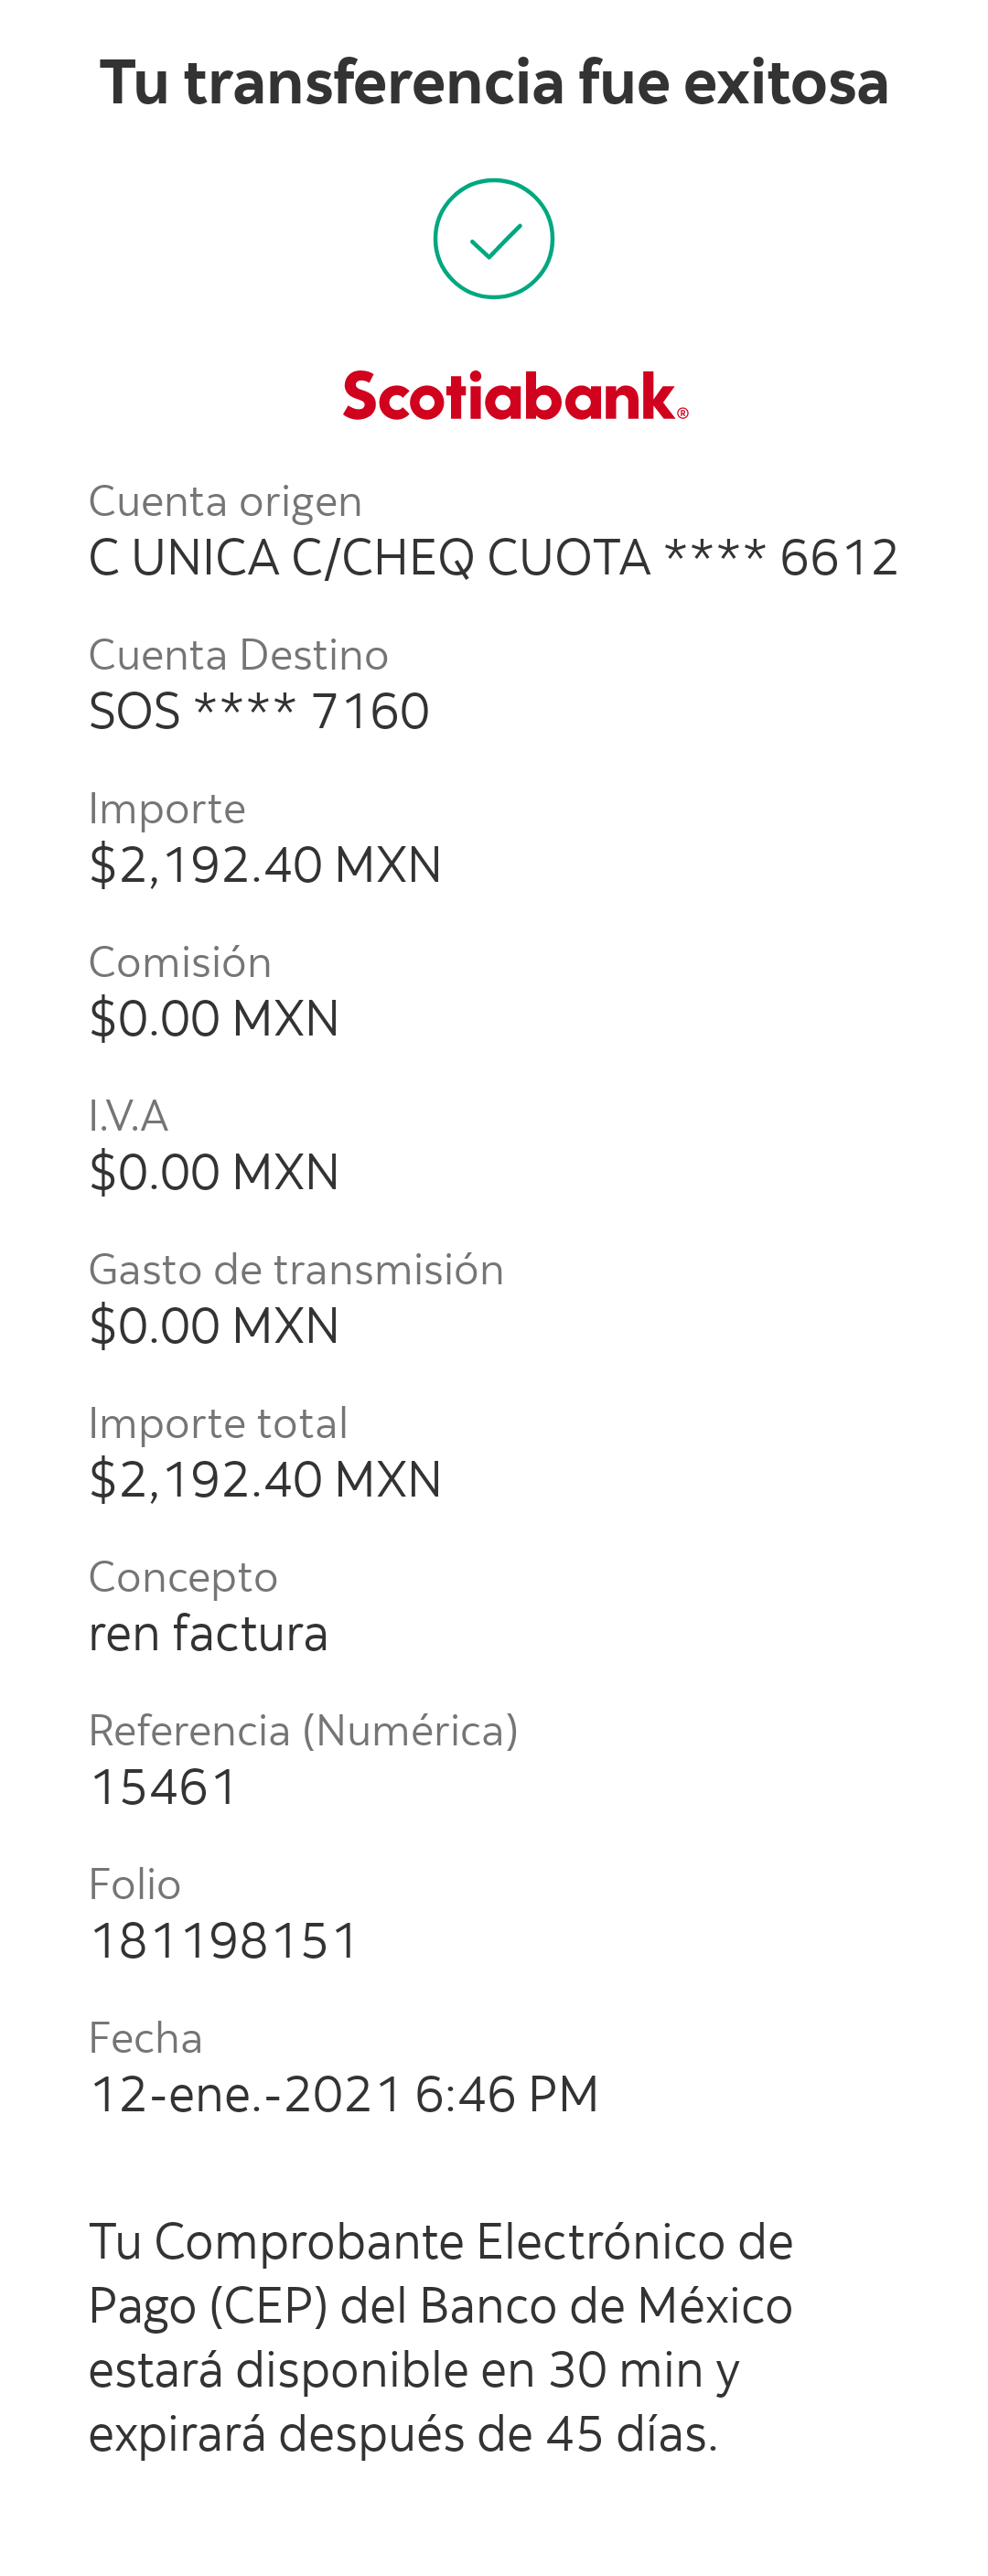 Tu transferencia fue exitosa
Scotiabank®
Cuenta origen
C UNICA C/CHEQ CUOTA **** 6612
Cuenta Destino
SOS **** 7160
Importe
$2,192.40 MXN
Comisión
$0.00 MXN
I.V.A
$0.00 MXN
Gasto de transmisión
$0.00 MXN
Importe total
$2,192.40 MXN
Concepto
ren factura
Referencia (Numérica)
15461
Folio
181198151
Fecha
12-ene.-2021 6:46 PM
Tu Comprobante Electrónico de
Pago (CEP) del Banco de México
estará disponible en 30 min y
expirará después de 45 días.